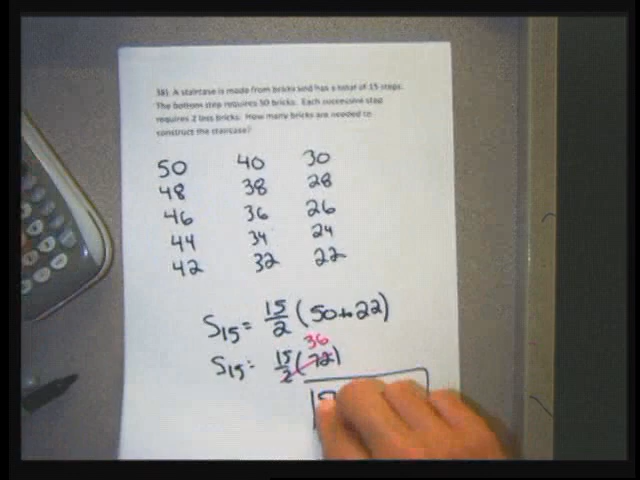 38) A staircase is made from bricks and has a total of 15 steps.
The bottom step requires 50 bricks. Each successive step
requires 2 less bricks. How many bricks are needed to
construct the staircase?
50 40 30
48 38 28
46 36 26
44 34 24
42 32 22
S15 = 15/2 (50+22)
36
S15 = 15/2 (72)